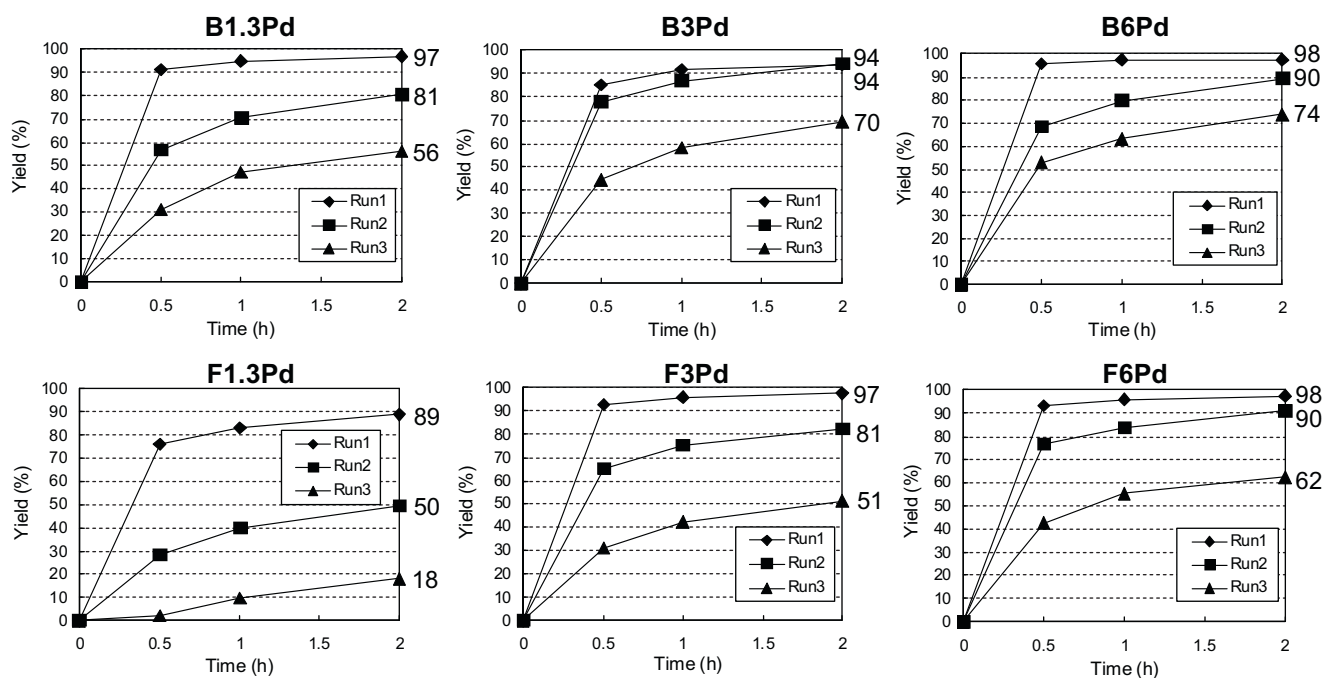 B1.3Pd
100
90
80
70
60
50
40
30
20
10
0
Yield (%)
0 0.5 1 1.5 2
Time (h)
Run1
Run2
Run3
97
81
56
B3Pd
100
90
80
70
60
50
40
30
20
10
0
Yield (%)
0 0.5 1 1.5 2
Time (h)
Run1
Run2
Run3
94
94
70
B6Pd
100
90
80
70
60
50
40
30
20
10
0
Yield (%)
0 0.5 1 1.5 2
Time (h)
Run1
Run2
Run3
98
90
74
F1.3Pd
100
90
80
70
60
50
40
30
20
10
0
Yield (%)
0 0.5 1 1.5 2
Time (h)
Run1
Run2
Run3
89
50
18
F3Pd
100
90
80
70
60
50
40
30
20
10
0
Yield (%)
0 0.5 1 1.5 2
Time (h)
Run1
Run2
Run3
97
81
51
F6Pd
100
90
80
70
60
50
40
30
20
10
0
Yield (%)
0 0.5 1 1.5 2
Time (h)
Run1
Run2
Run3
98
90
62